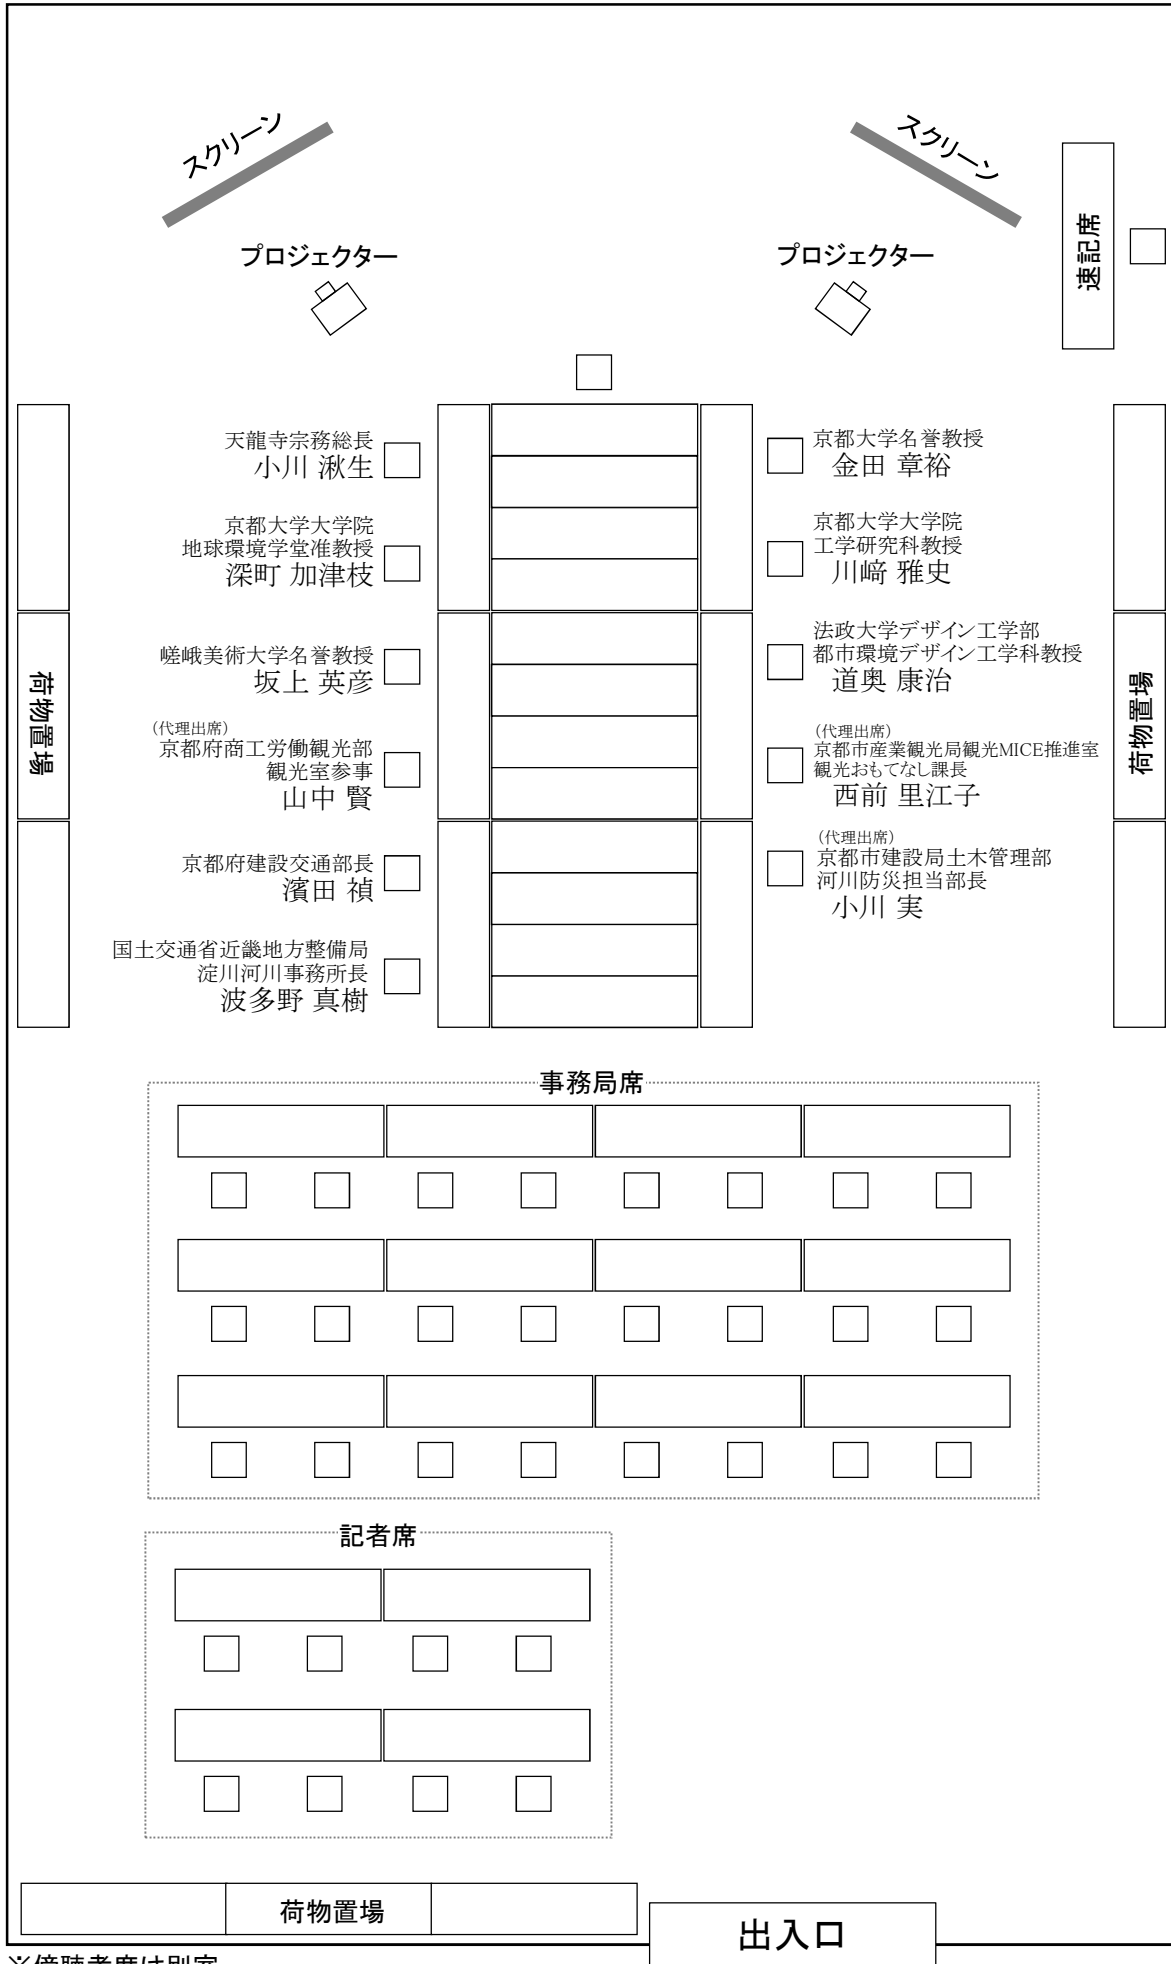 スクリーン
スクリーン
プロジェクター
プロジェクター
速記席
天龍寺宗務総長
小川 湫生
京都大学大学院
地球環境学堂准教授
深町 加津枝
嵯峨美術大学名誉教授
坂上 英彦
(代理出席)
京都府商工労働観光部
観光室参事
山中 賢
京都府建設交通部長
濱田 禎
国土交通省近畿地方整備局
淀川河川事務所長
波多野 真樹
京都大学名誉教授
金田 章裕
京都大学大学院
工学研究科教授
川﨑 雅史
法政大学デザイン工学部
都市環境デザイン工学科教授
道奥 康治
(代理出席)
京都市産業観光局観光MICE推進室
観光おもてなし課長
西前 里江子
(代理出席)
京都市建設局土木管理部
河川防災担当部長
小川 実
荷物置場
荷物置場
事務局席
記者席
荷物置場
出入口
※傍聴者席は別室